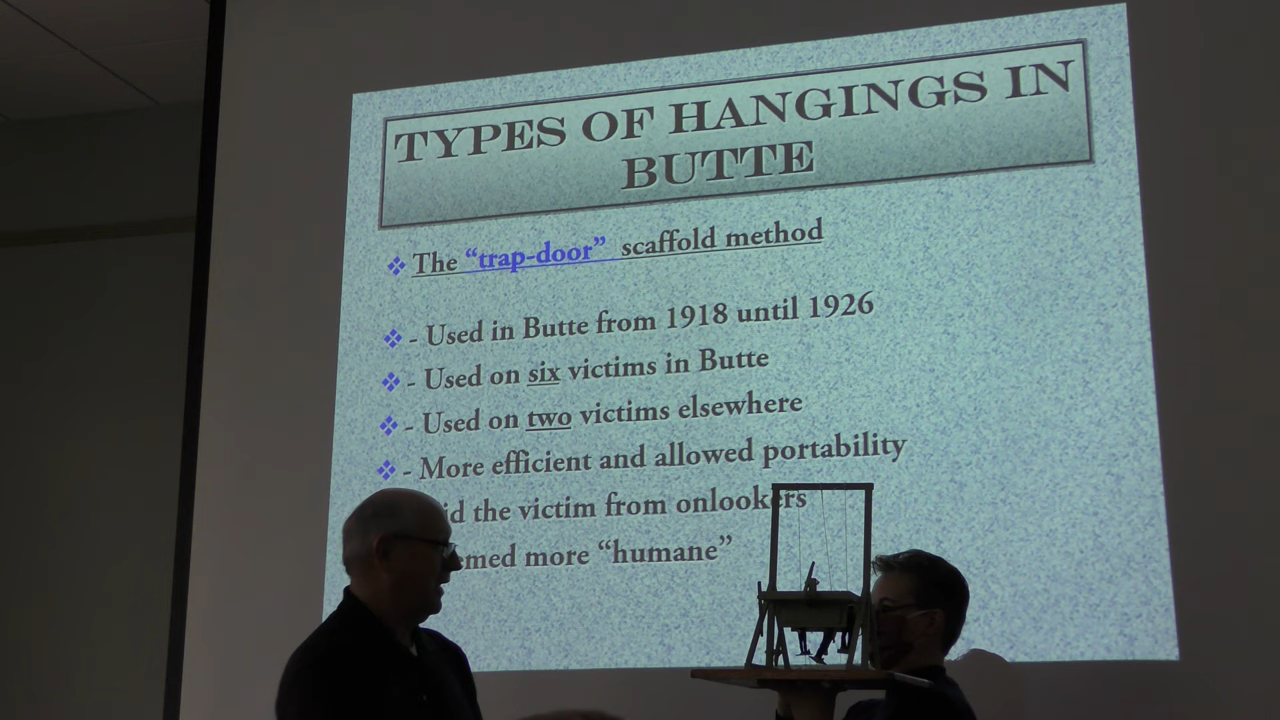 TYPES OF HANGINGS IN
BUTTE
The “trap-door” scaffold method
- Used in Butte from 1918 until 1926
- Used on six victims in Butte
- Used on two victims elsewhere
- More efficient and allowed portability
the victim from onlookers
more “humane”